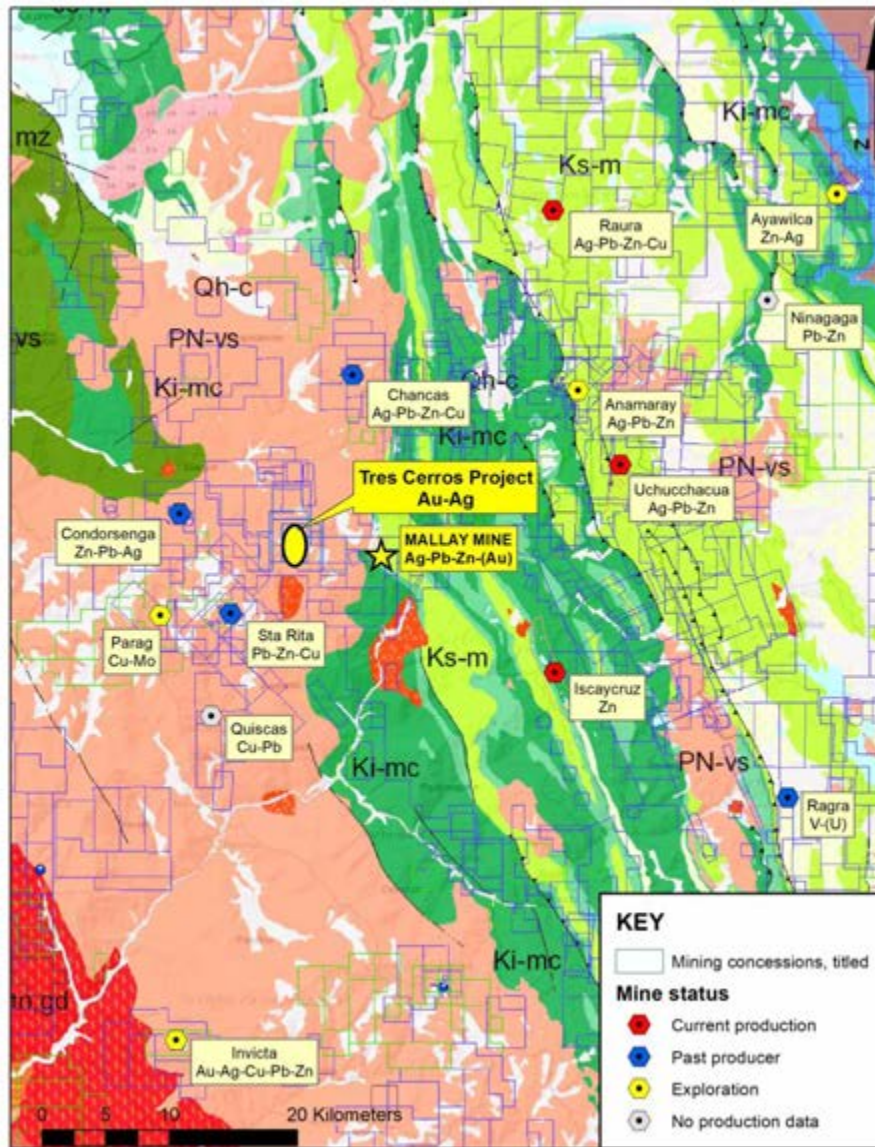 mz
Ki-mc
Ks-m
Raura
Ag-Pb-Zn-Cu
Ayawilca
Zn-Ag
N
Qh-c
Ninagaga
Pb-Zn
PN-vs
-vs
Ki-mc
Chancas
Ag-Pb-Zn-Cu
Qh-c
Anamaray
Ag-Pb-Zn
Ki-mc
PN-vs
Uchucchacua
Ag-Pb-Zn
Tres Cerros Project
Au-Ag
Condorsenga
Zn-Pb-Ag
MALLAY MINE
Ag-Pb-Zn-(Au)
Parag
Cu-Mo
Sta Rita
Pb-Zn-Cu
Ks-m
Iscaycruz
Zn
Quiscas
Cu-Pb
Ki-mc
PN-vs
Ragra
V-(U)
Ki-mc
tn.gd
Invicta
Au-Ag-Cu-Pb-Zn
0 10 20 Kilometers
KEY
Mining concessions, titled
Mine status
Current production
Past producer
Exploration
No production data